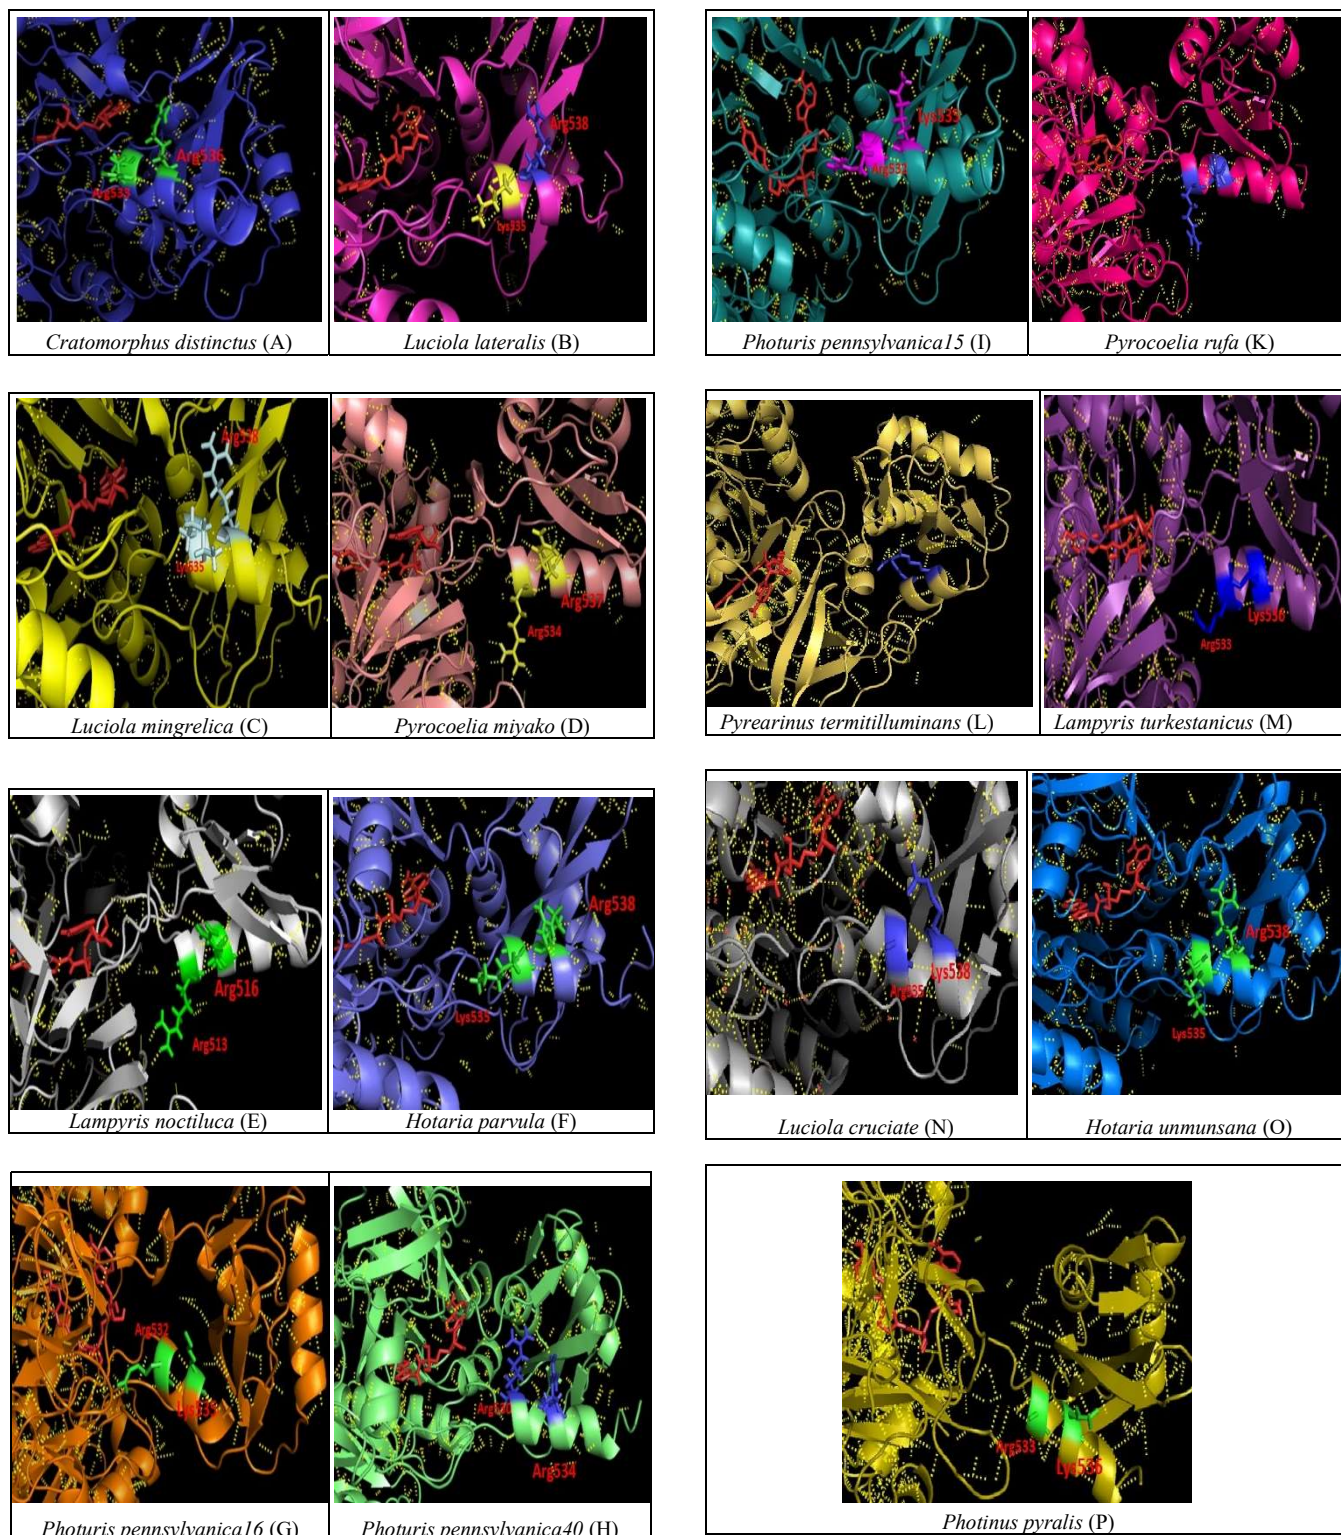 Arg536
Arg533
Cratomorphus distinctus (A)
Arg538
Lys535
Luciola lateralis (B)
Lys535
Arg532
Photuris pennsylvanica15 (I)
Pyrocoelia rufa (K)
Arg538
Lys535
Luciola mingrelica (C)
Arg537
Arg534
Pyrocoelia miyako (D)
Pyrearinus termitilluminans (L)
Lys536
Arg533
Lampyris turkestanicus (M)
Arg516
Arg513
Lampyris noctiluca (E)
Arg538
Lys535
Hotaria parvula (F)
Lys538
Arg535
Luciola cruciate (N)
Arg538
Lys535
Hotaria unmunsana (O)
Arg532
Photuris pennsylvanica16 (G)
Arg534
Photuris pennsylvanica40 (H)
Arg533
Lys536
Photinus pyralis (P)